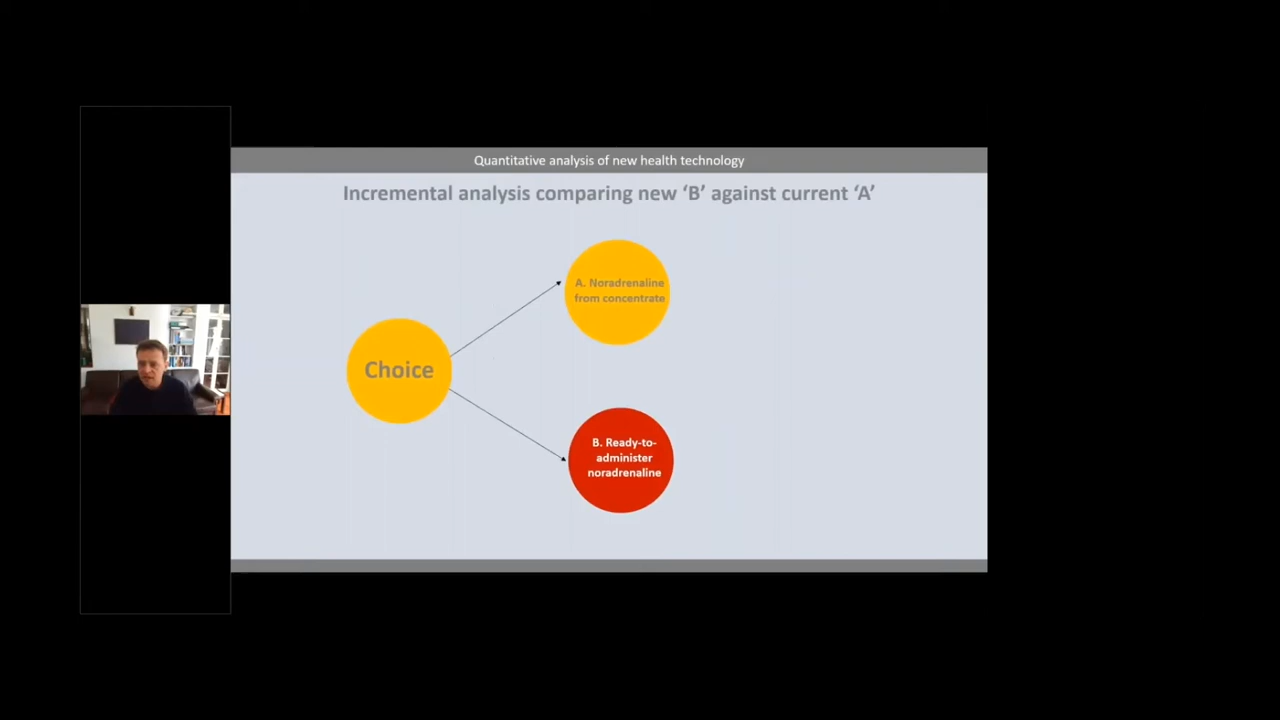 Quantitative analysis of new health technology
Incremental analysis comparing new ‘B’ against current ‘A’
A. Noradrenaline
from concentrate
Choice
B. Ready-to-
administer
noradrenaline